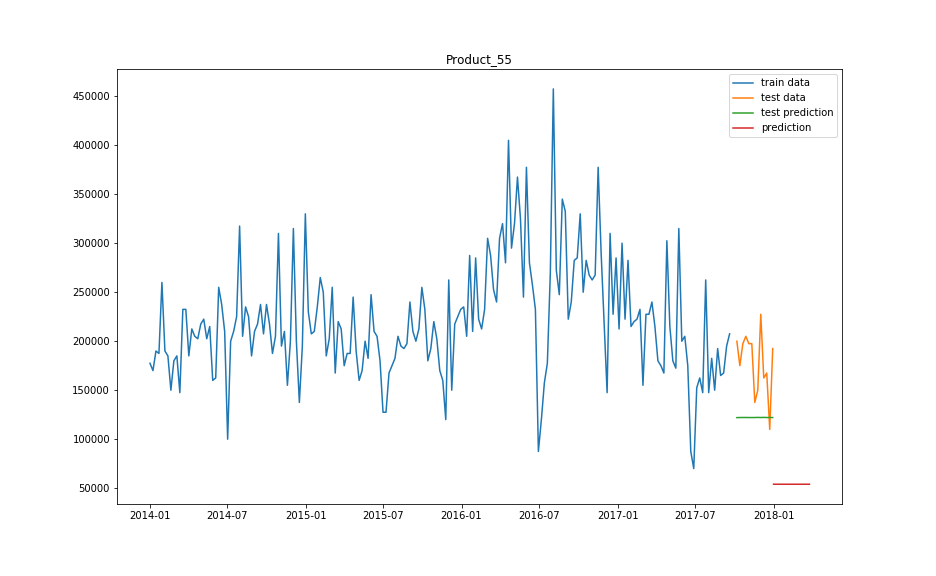 Product_55
450000
400000
350000
300000
250000
200000
150000
100000
50000
train data
test data
test prediction
prediction
2014-01 2014-07 2015-01 2015-07 2016-01 2016-07 2017-01 2017-07 2018-01